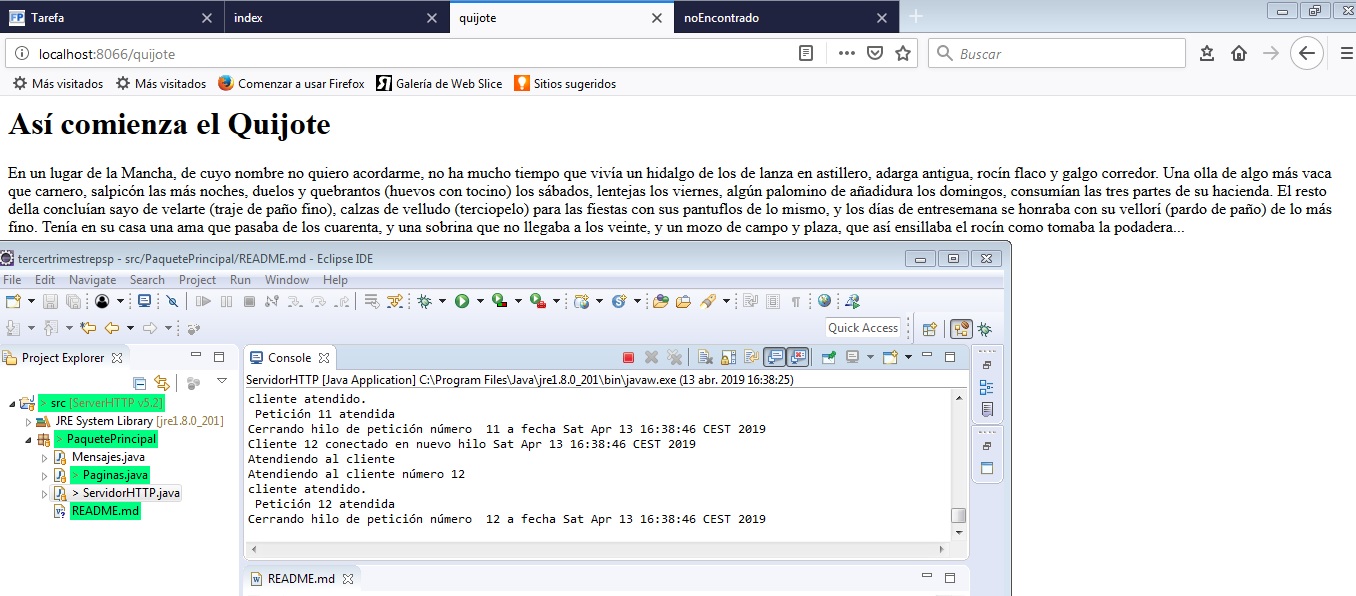 FP Tarefa
index
quijote
noEncontrado
localhost:8066/quijote
Buscar
Más visitados
Más visitados
Comenzar a usar Firefox
Galería de Web Slice
Sitios sugeridos
Así comienza el Quijote
En un lugar de la Mancha, de cuyo nombre no quiero acordarme, no ha mucho tiempo que vivía un hidalgo de los de lanza en astillero, adarga antigua, rocín flaco y galgo corredor. Una olla de algo más vaca
que carnero, salpicón las más noches, duelos y quebrantos (huevos con tocino) los sábados, lentejas los viernes, algún palomino de añadidura los domingos, consumían las tres partes de su hacienda. El resto
della concluían sayo de velarte (traje de paño fino), calzas de velludo (terciopelo) para las fiestas con sus pantuflos de lo mismo, y los días de entresemana se honraba con su vellorí (pardo de paño) de lo más
fino. Tenía en su casa una ama que pasaba de los cuarenta, y una sobrina que no llegaba a los veinte, y un mozo de campo y plaza, que así ensillaba el rocín como tomaba la podadera...
tercertrimestrepsp - src/PaquetePrincipal/README.md - Eclipse IDE
File Edit Navigate Search Project Run Window Help
Quick Access
Project Explorer
> src [ServerHTTP v5.2]
JRE System Library [jre1.8.0_201]
> PaquetePrincipal
Mensajes.java
> Paginas.java
> ServidorHTTP.java
README.md
Console
ServidorHTTP [Java Application] C:\Program Files\Java\jre1.8.0_201\bin\javaw.exe (13 abr. 2019 16:38:25)
cliente atendido.
Petición 11 atendida
Cerrando hilo de petición número  11 a fecha Sat Apr 13 16:38:46 CEST 2019
Cliente 12 conectado en nuevo hilo Sat Apr 13 16:38:46 CEST 2019
Atendiendo al cliente
Atendiendo al cliente número 12
cliente atendido.
Petición 12 atendida
Cerrando hilo de petición número  12 a fecha Sat Apr 13 16:38:46 CEST 2019
README.md